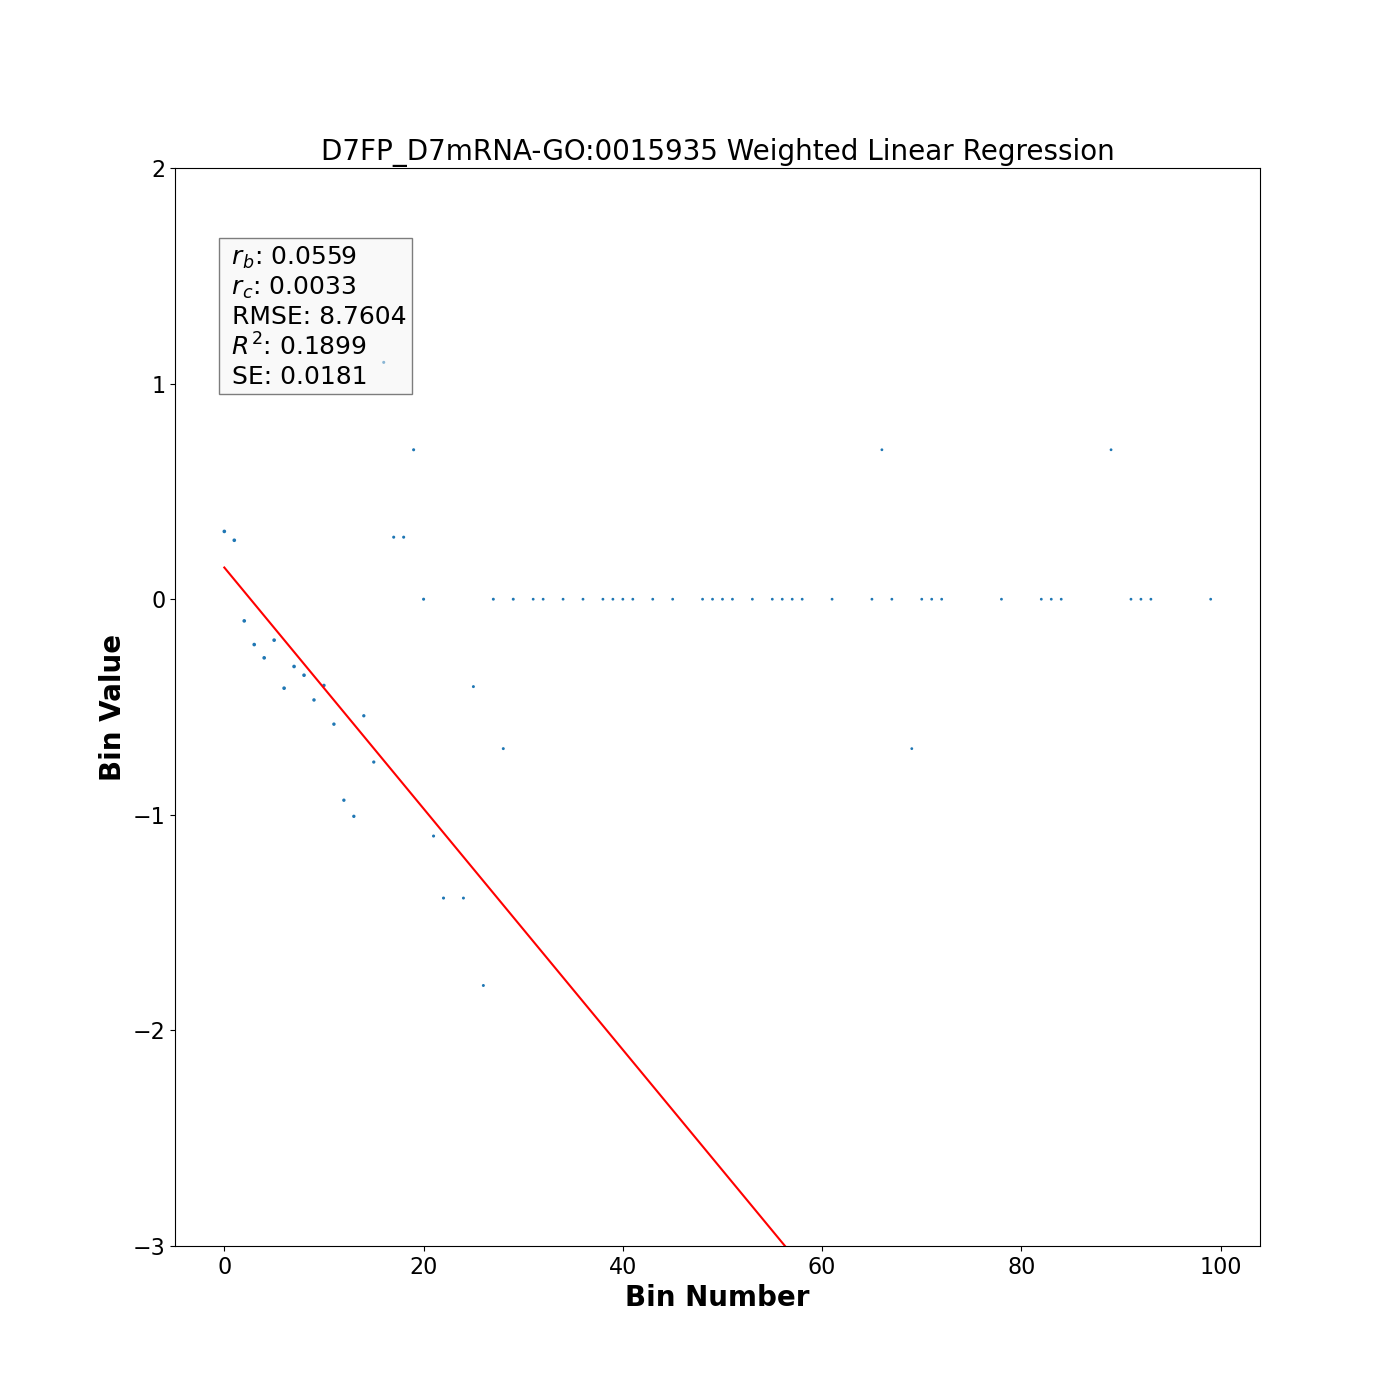 D7FP_D7mRNA-GO:0015935 Weighted Linear Regression
2
r_b: 0.0559
r_c: 0.0033
RMSE: 8.7604
R²: 0.1899
SE: 0.0181
1
0
−1
−2
−3
Bin Value
0 20 40 60 80 100
Bin Number